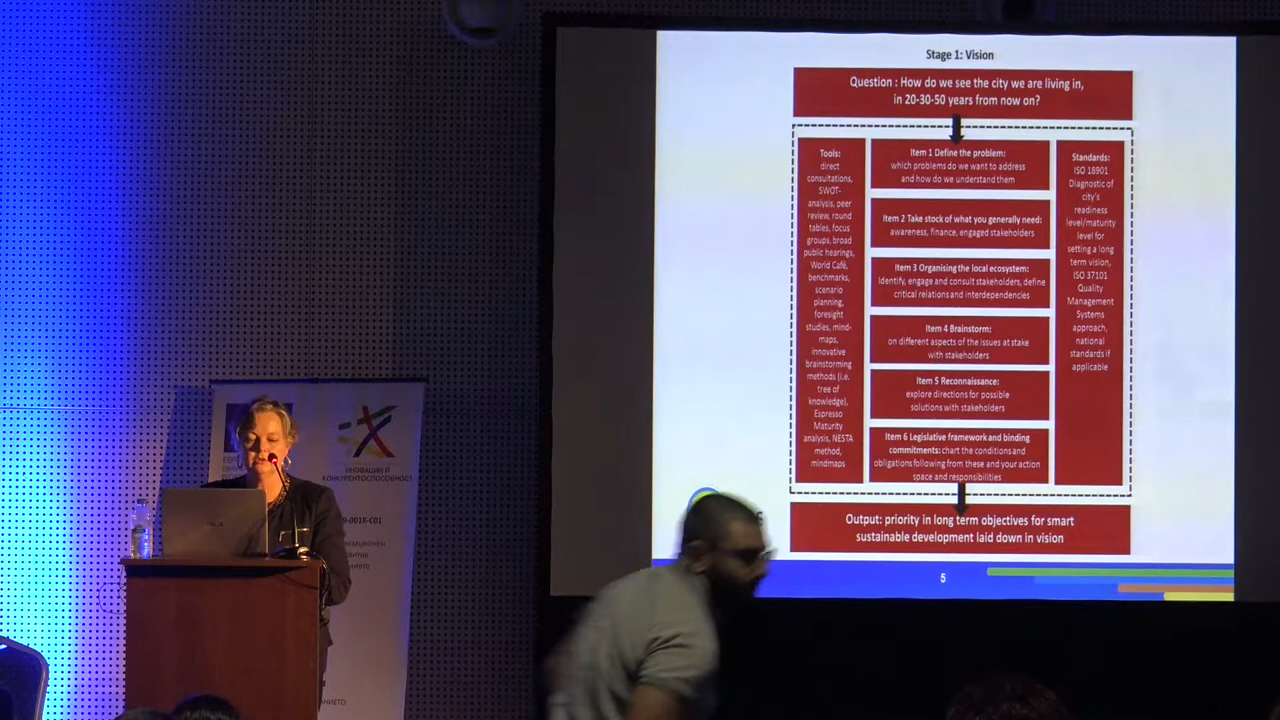 Stage 1: Vision
Question : How do we see the city we are living in,
in 20-30-50 years from now on?
Tools:
direct
consultations,
SWOT-
analysis, peer
review, round
tables, focus
groups, broad
public hearings,
World Café,
benchmarks,
scenario
planning,
foresight
studies, mind-
maps,
innovative
brainstorming
methods (i.e.
tree of
knowledge),
Espresso
Maturity
analysis, NESTA
method,
mindmaps
Item 1 Define the problem:
which problems do we want to address
and how do we understand them
Item 2 Take stock of what you generally need:
awareness, finance, engaged stakeholders
Item 3 Organising the local ecosystem:
Identify, engage and consult stakeholders, define
critical relations and interdependencies
Item 4 Brainstorm:
on different aspects of the issues at stake
with stakeholders
Item 5 Reconnaissance:
explore directions for possible
solutions with stakeholders
Item 6 Legislative framework and binding
commitments: chart the conditions and
obligations following from these and your action
space and responsibilities
Standards:
ISO 18901
Diagnostic of
city's
readiness
level/maturity
level for
setting a long
term vision,
ISO 37101
Quality
Management
Systems
approach,
national
standards if
applicable
Output: priority in long term objectives for smart
sustainable development laid down in vision
5
ИНОВАЦИИ И
КОНКУРЕНТОСПОСОБНОСТ